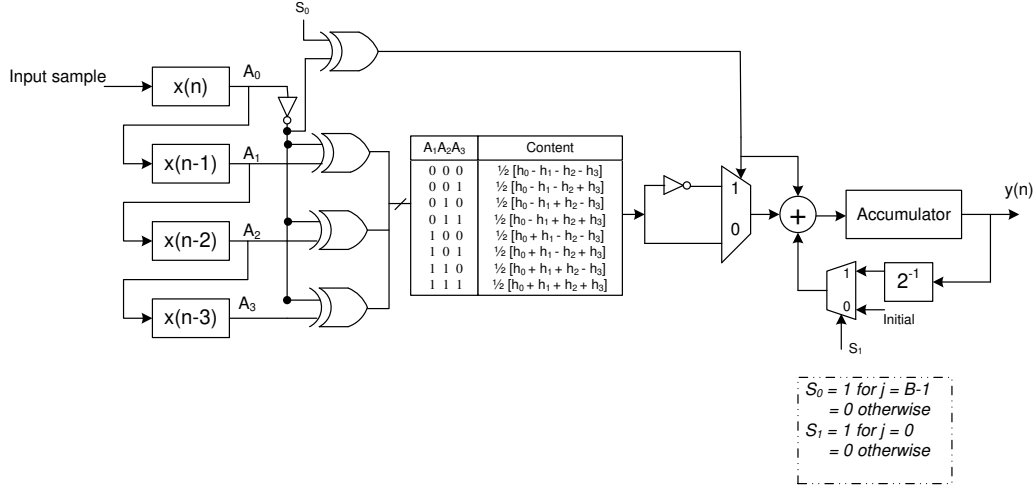 S₀
Input sample
x(n)
A₀
x(n-1)
A₁
x(n-2)
A₂
x(n-3)
A₃
A₁A₂A₃ Content
0 0 0 ½ [h₀ - h₁ - h₂ - h₃]
0 0 1 ½ [h₀ - h₁ - h₂ + h₃]
0 1 0 ½ [h₀ - h₁ + h₂ - h₃]
0 1 1 ½ [h₀ - h₁ + h₂ + h₃]
1 0 0 ½ [h₀ + h₁ - h₂ - h₃]
1 0 1 ½ [h₀ + h₁ - h₂ + h₃]
1 1 0 ½ [h₀ + h₁ + h₂ - h₃]
1 1 1 ½ [h₀ + h₁ + h₂ + h₃]
1
0
+
Accumulator
y(n)
1
0
2⁻¹
Initial
S₁
S₀ = 1 for j = B-1
= 0 otherwise
S₁ = 1 for j = 0
= 0 otherwise